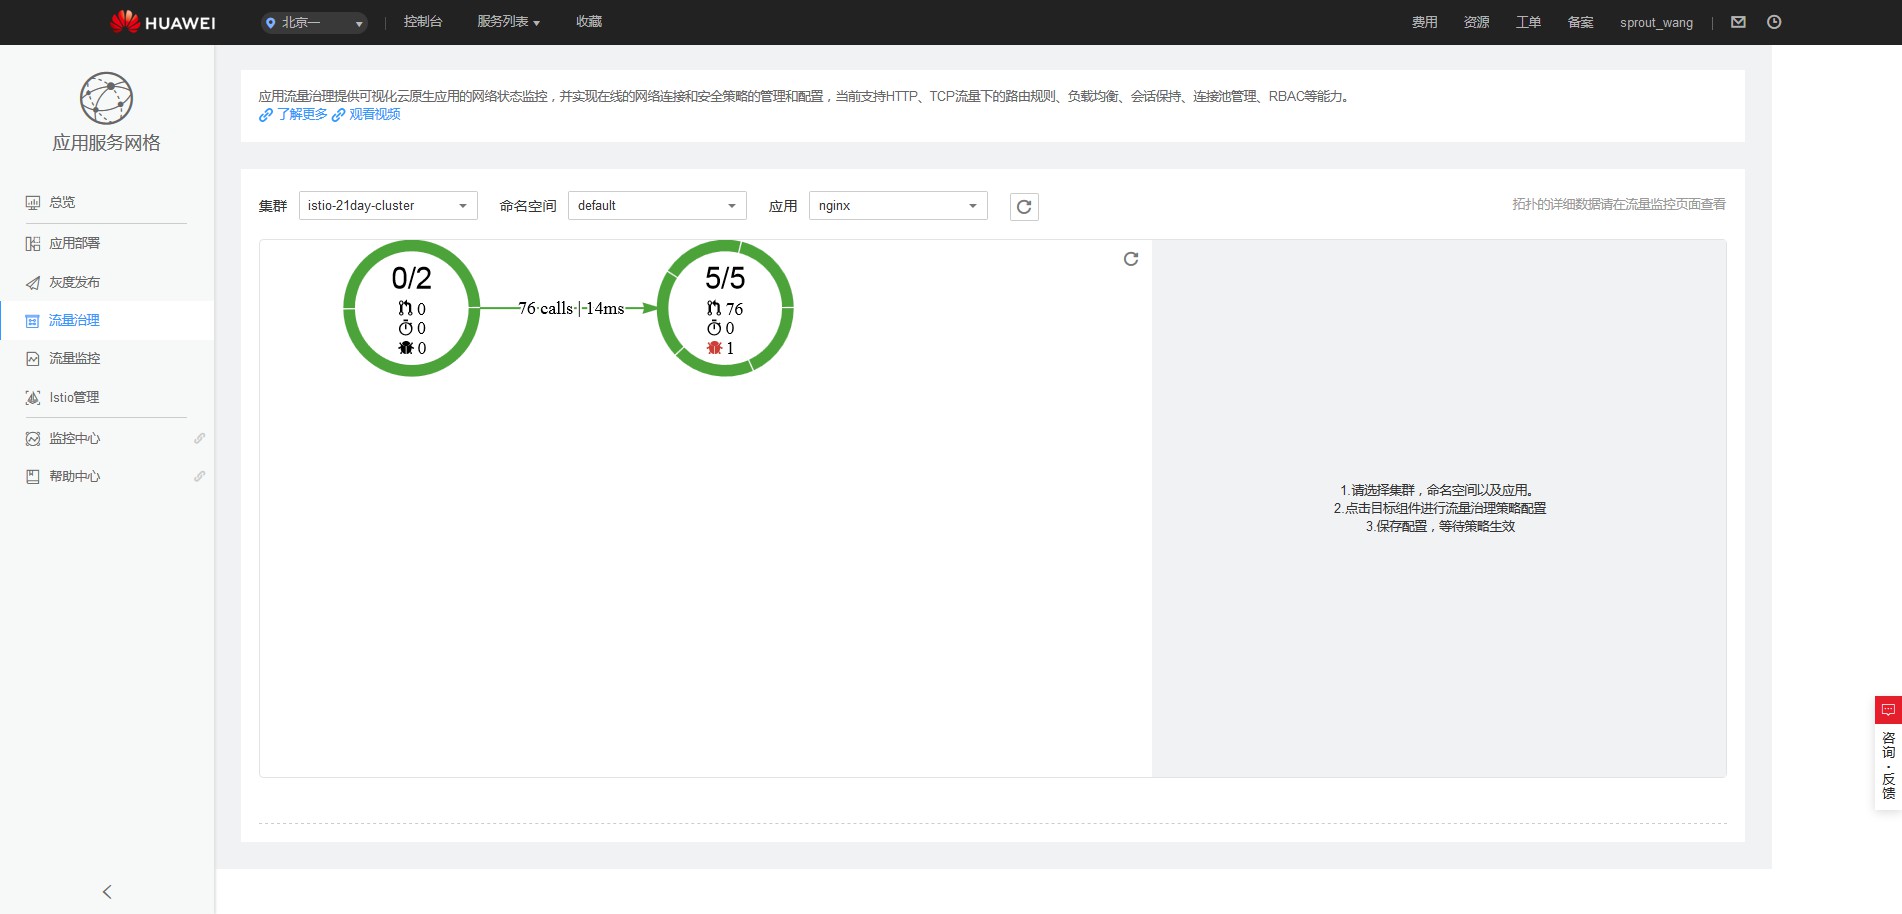 HUAWEI
北京一
控制台
服务列表
收藏
费用
资源
工单
备案
sprout_wang
应用服务网格
总览
应用部署
灰度发布
流量治理
流量监控
Istio管理
监控中心
帮助中心
应用流量治理提供可视化云原生应用的网络状态监控，并实现在线的网络连接和安全策略的管理和配置，当前支持HTTP、TCP流量下的路由规则、负载均衡、会话保持、连接池管理、RBAC等能力。
了解更多 观看视频
集群 istio-21day-cluster 命名空间 default 应用 nginx
拓扑的详细数据请在流量监控页面查看
0/2
0
0
0
76 calls | 14ms
5/5
76
0
1
1.请选择集群，命名空间以及应用。
2.点击目标组件进行流量治理策略配置
3.保存配置，等待策略生效
咨询·反馈